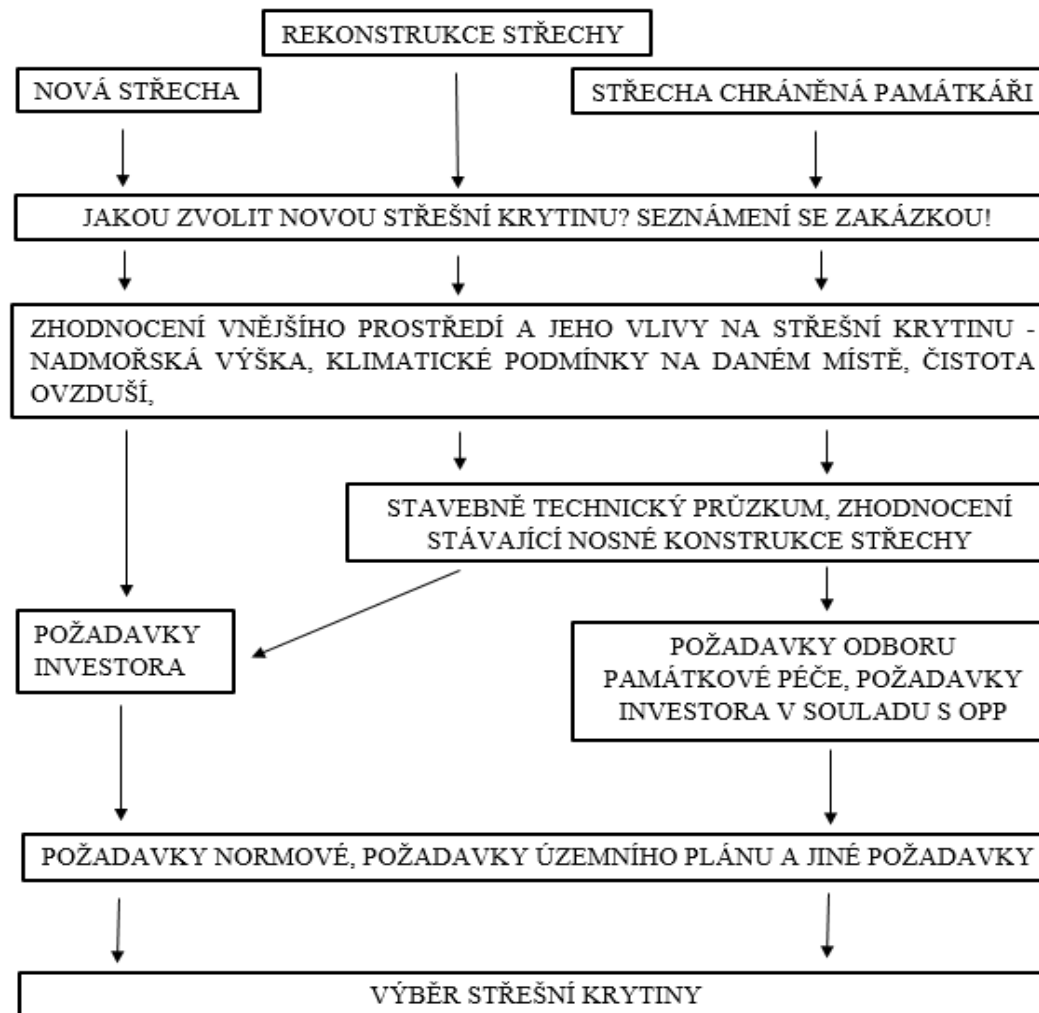 REKONSTRUKCE STŘECHY
NOVÁ STŘECHA
STŘECHA CHRÁNĚNÁ PAMÁTKÁŘI
JAKOU ZVOLIT NOVOU STŘEŠNÍ KRYTINU? SEZNÁMENÍ SE ZAKÁZKOU!
ZHODNOCENÍ VNĚJŠÍHO PROSTŘEDÍ A JEHO VLIVY NA STŘEŠNÍ KRYTINU -
NADMOŘSKÁ VÝŠKA, KLIMATICKÉ PODMÍNKY NA DANÉM MÍSTĚ, ČISTOTA
OVZDUŠÍ,
STAVEBNĚ TECHNICKÝ PRŮZKUM, ZHODNOCENÍ
STÁVAJÍCÍ NOSNÉ KONSTRUKCE STŘECHY
POŽADAVKY
INVESTORA
POŽADAVKY ODBORU
PAMÁTKOVÉ PÉČE, POŽADAVKY
INVESTORA V SOULADU S OPP
POŽADAVKY NORMOVÉ, POŽADAVKY ÚZEMNÍHO PLÁNU A JINÉ POŽADAVKY
VÝBĚR STŘEŠNÍ KRYTINY